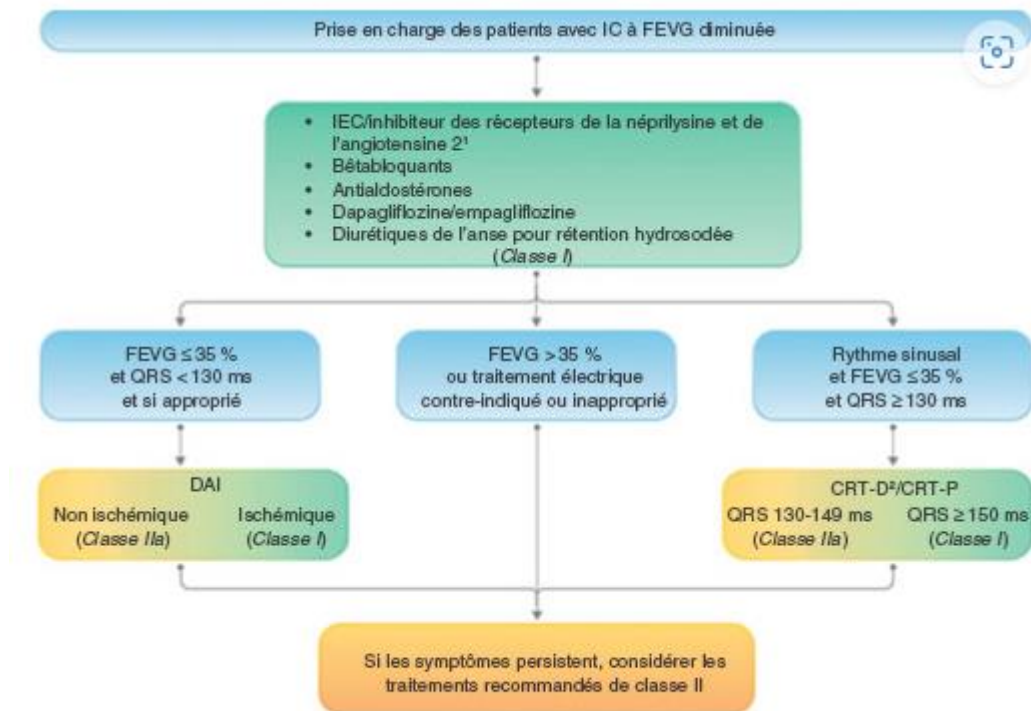 Prise en charge des patients avec IC à FEVG diminuée
• IEC/inhibiteur des récepteurs de la néprilysine et de
l'angiotensine 2¹
• Bêtabloquants
• Antialdostérones
• Dapagliflozine/empagliflozine
• Diurétiques de l'anse pour rétention hydrosodée
(Classe I)
FEVG ≤ 35 %
et QRS < 130 ms
et si approprié
FEVG > 35 %
ou traitement électrique
contre-indiqué ou inapproprié
Rythme sinusal
et FEVG ≤ 35 %
et QRS ≥ 130 ms
DAI
Non ischémique
(Classe IIa)
Ischémique
(Classe I)
CRT-D²/CRT-P
QRS 130-149 ms
(Classe IIa)
QRS ≥ 150 ms
(Classe I)
Si les symptômes persistent, considérer les
traitements recommandés de classe II